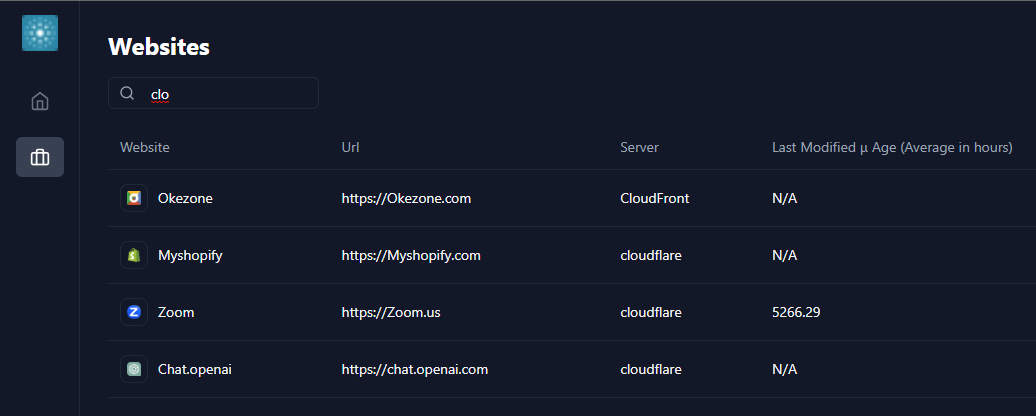 Websites
clo
Website Url Server Last Modified μ Age (Average in hours)
Okezone https://Okezone.com CloudFront N/A
Myshopify https://Myshopify.com cloudflare N/A
Zoom https://Zoom.us cloudflare 5266.29
Chat.openai https://chat.openai.com cloudflare N/A